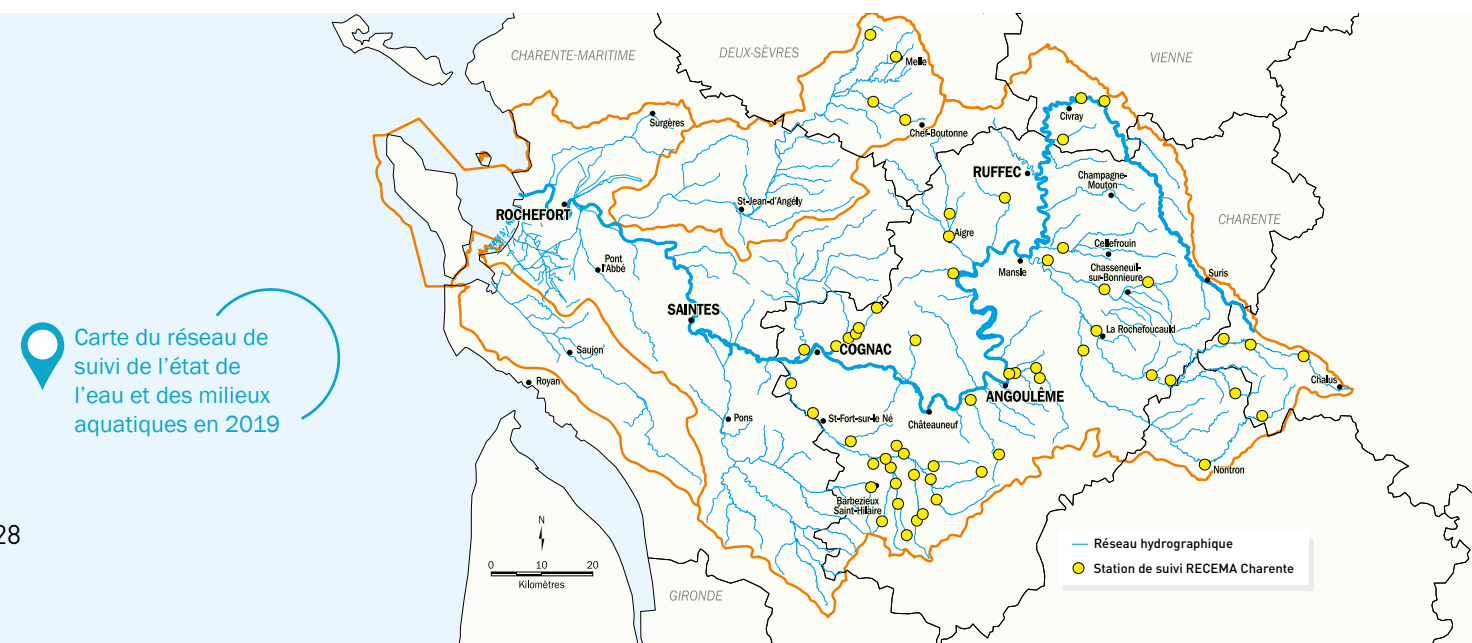 CHARENTE-MARITIME
DEUX-SÈVRES
VIENNE
Melle
Surgères
Chef-Boutonne
Civray
RUFFEC
Champagne-
Mouton
St-Jean-d'Angély
ROCHEFORT
Aigre
CHARENTE
Cellefrouin
Pont
l'Abbé
Mansle
Chasseneuil-
sur-Bonnieure
Suris
SAINTES
La Rochefoucauld
COGNAC
Carte du réseau de
suivi de l'état de
l'eau et des milieux
aquatiques en 2019
Saujon
Royan
Chalus
ANGOULÊME
Pons
St-Fort-sur-le Né
Châteauneuf
Nontron
Barbezieux
Saint-Hilaire
28
N
0 10 20
Kilomètres
GIRONDE
Réseau hydrographique
Station de suivi RECEMA Charente